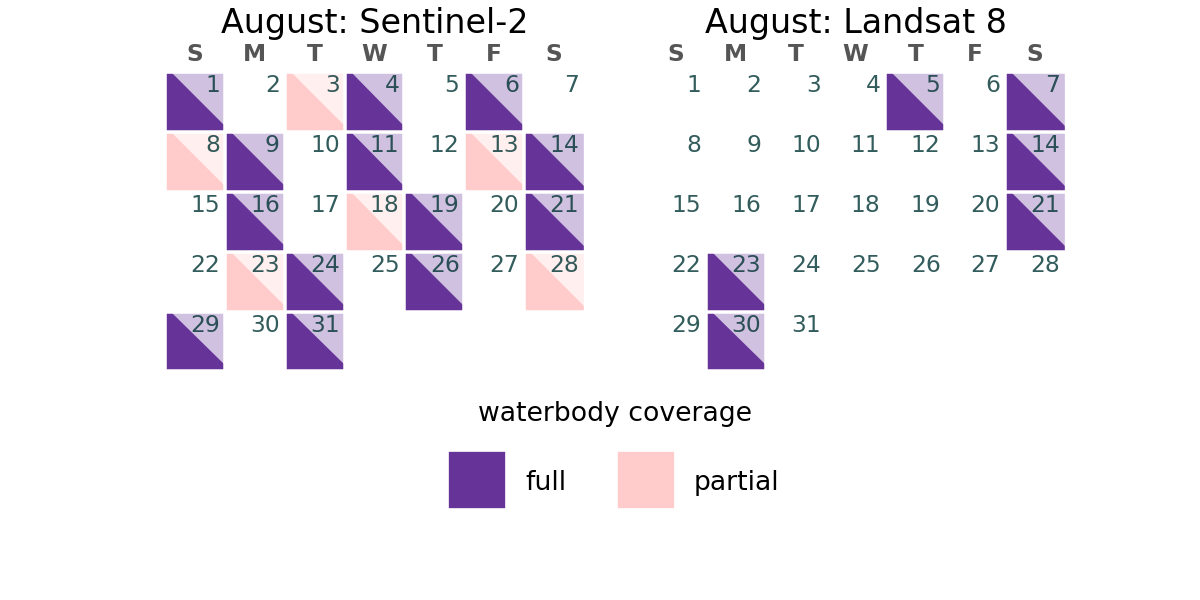 August: Sentinel-2
S M T W T F S
1 2 3 4 5 6 7
8 9 10 11 12 13 14
15 16 17 18 19 20 21
22 23 24 25 26 27 28
29 30 31
August: Landsat 8
S M T W T F S
1 2 3 4 5 6 7
8 9 10 11 12 13 14
15 16 17 18 19 20 21
22 23 24 25 26 27 28
29 30 31
waterbody coverage
full
partial